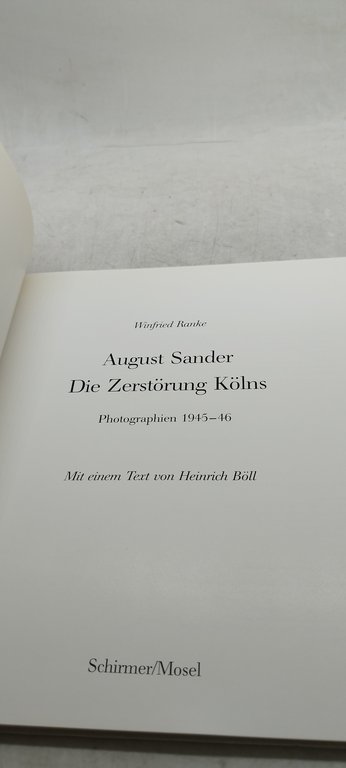 Winfried Ranke
August Sander
Die Zerstörung Kölns
Photographien 1945–46
Mit einem Text von Heinrich Böll
Schirmer/Mosel